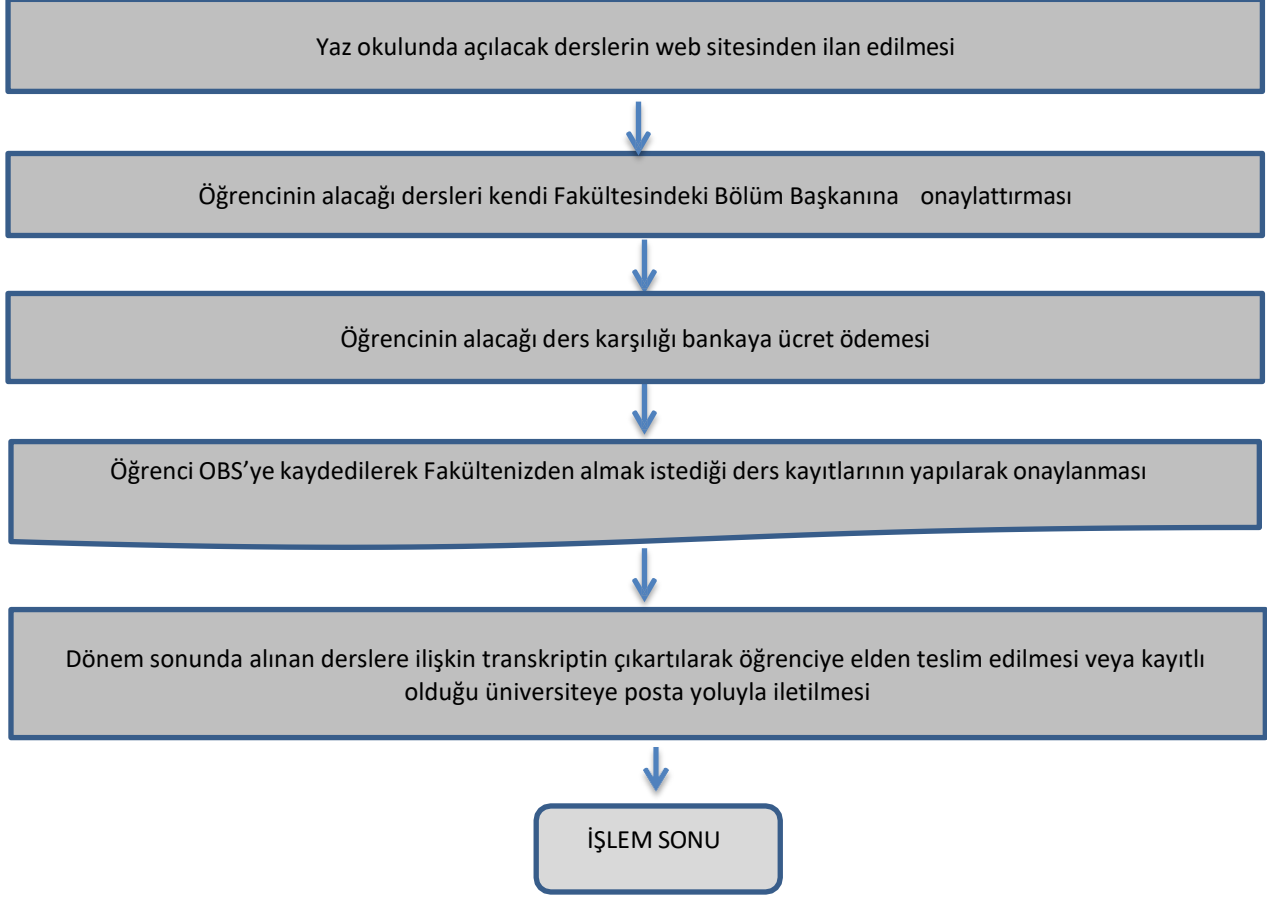 Yaz okulunda açılacak derslerin web sitesinden ilan edilmesi
Öğrencinin alacağı dersleri kendi Fakültesindeki Bölüm Başkanına onaylattırması
Öğrencinin alacağı ders karşılığı bankaya ücret ödemesi
Öğrenci OBS’ye kaydedilerek Fakültenizden almak istediği ders kayıtlarının yapılarak onaylanması
Dönem sonunda alınan derslere ilişkin transkriptin çıkartılarak öğrenciye elden teslim edilmesi veya kayıtlı
olduğu üniversiteye posta yoluyla iletilmesi
İŞLEM SONU